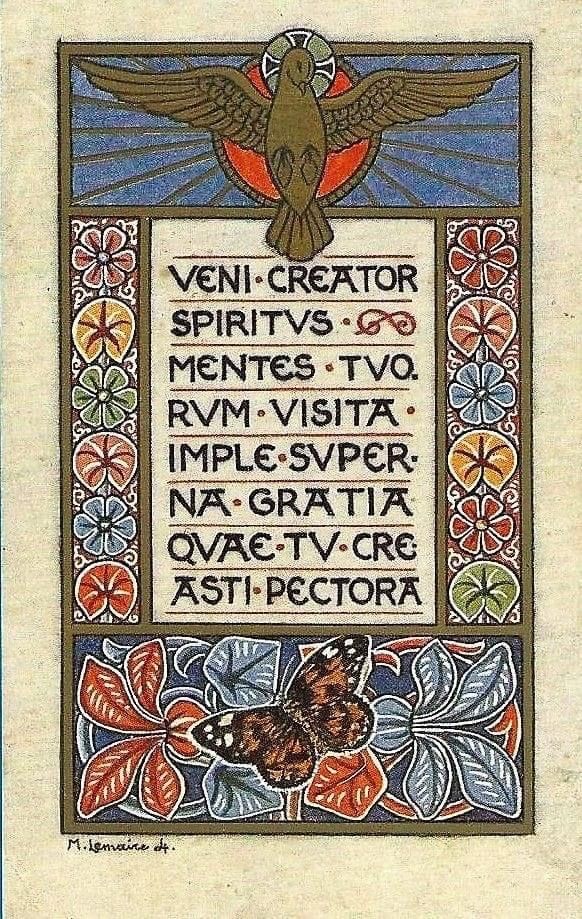 VENI·CREATOR
SPIRITVS·
MENTES·TVO.
RVM·VISITA·
IMPLE·SVPER-
NA·GRATIA
QVAE·TV·CRE
ASTI·PECTORA
M. Lemaire